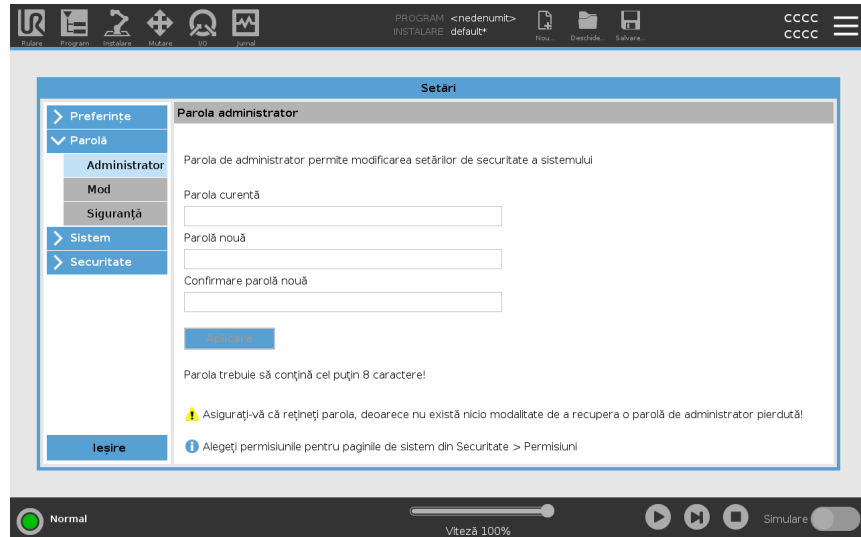 UR
PROGRAM <nedenumit>
INSTALARE default*
Rulare Program Instalare Mutare I/O Jurnal
Nou... Deschide... Salvare...
cccc
cccc
Setări
Preferințe
Parolă
Administrator
Mod
Siguranță
Sistem
Securitate
Ieșire
Parola administrator
Parola de administrator permite modificarea setărilor de securitate a sistemului
Parola curentă
Parolă nouă
Confirmare parolă nouă
Aplicare
Parola trebuie să conțină cel puțin 8 caractere!
Asigurați-vă că rețineți parola, deoarece nu există nicio modalitate de a recupera o parolă de administrator pierdută!
Alegeți permisiunile pentru paginile de sistem din Securitate > Permisiuni
Normal
Viteză 100%
Simulare